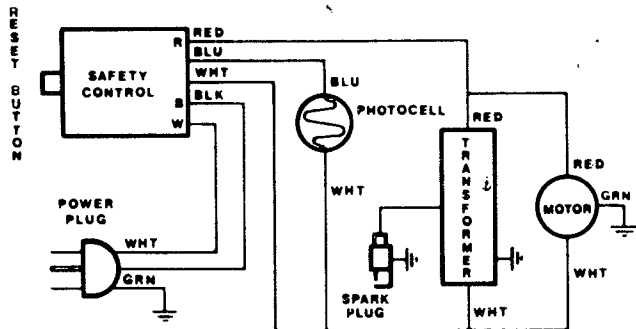 RESET BUTTON
SAFETY
CONTROL
R
B
W
RED
BLU
WHT
BLK
BLU
PHOTOCELL
WHT
RED
TRANSFORMER
i
RED
MOTOR
GRN
WHT
WHT
POWER
PLUG
WHT
GRN
SPARK
PLUG